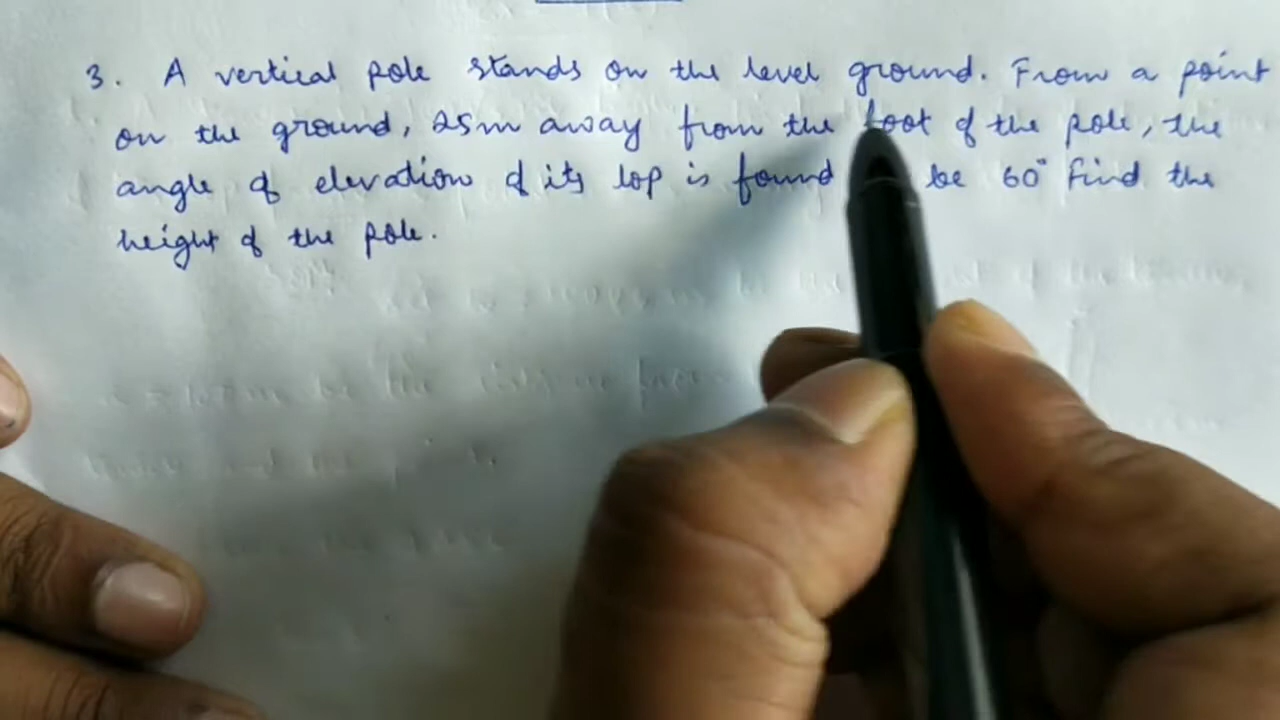 3. A vertical pole stands on the level ground. From a point
on the ground, 25m away from the foot of the pole, the
angle of elevation of its top is found be 60° Find the
height of the pole.